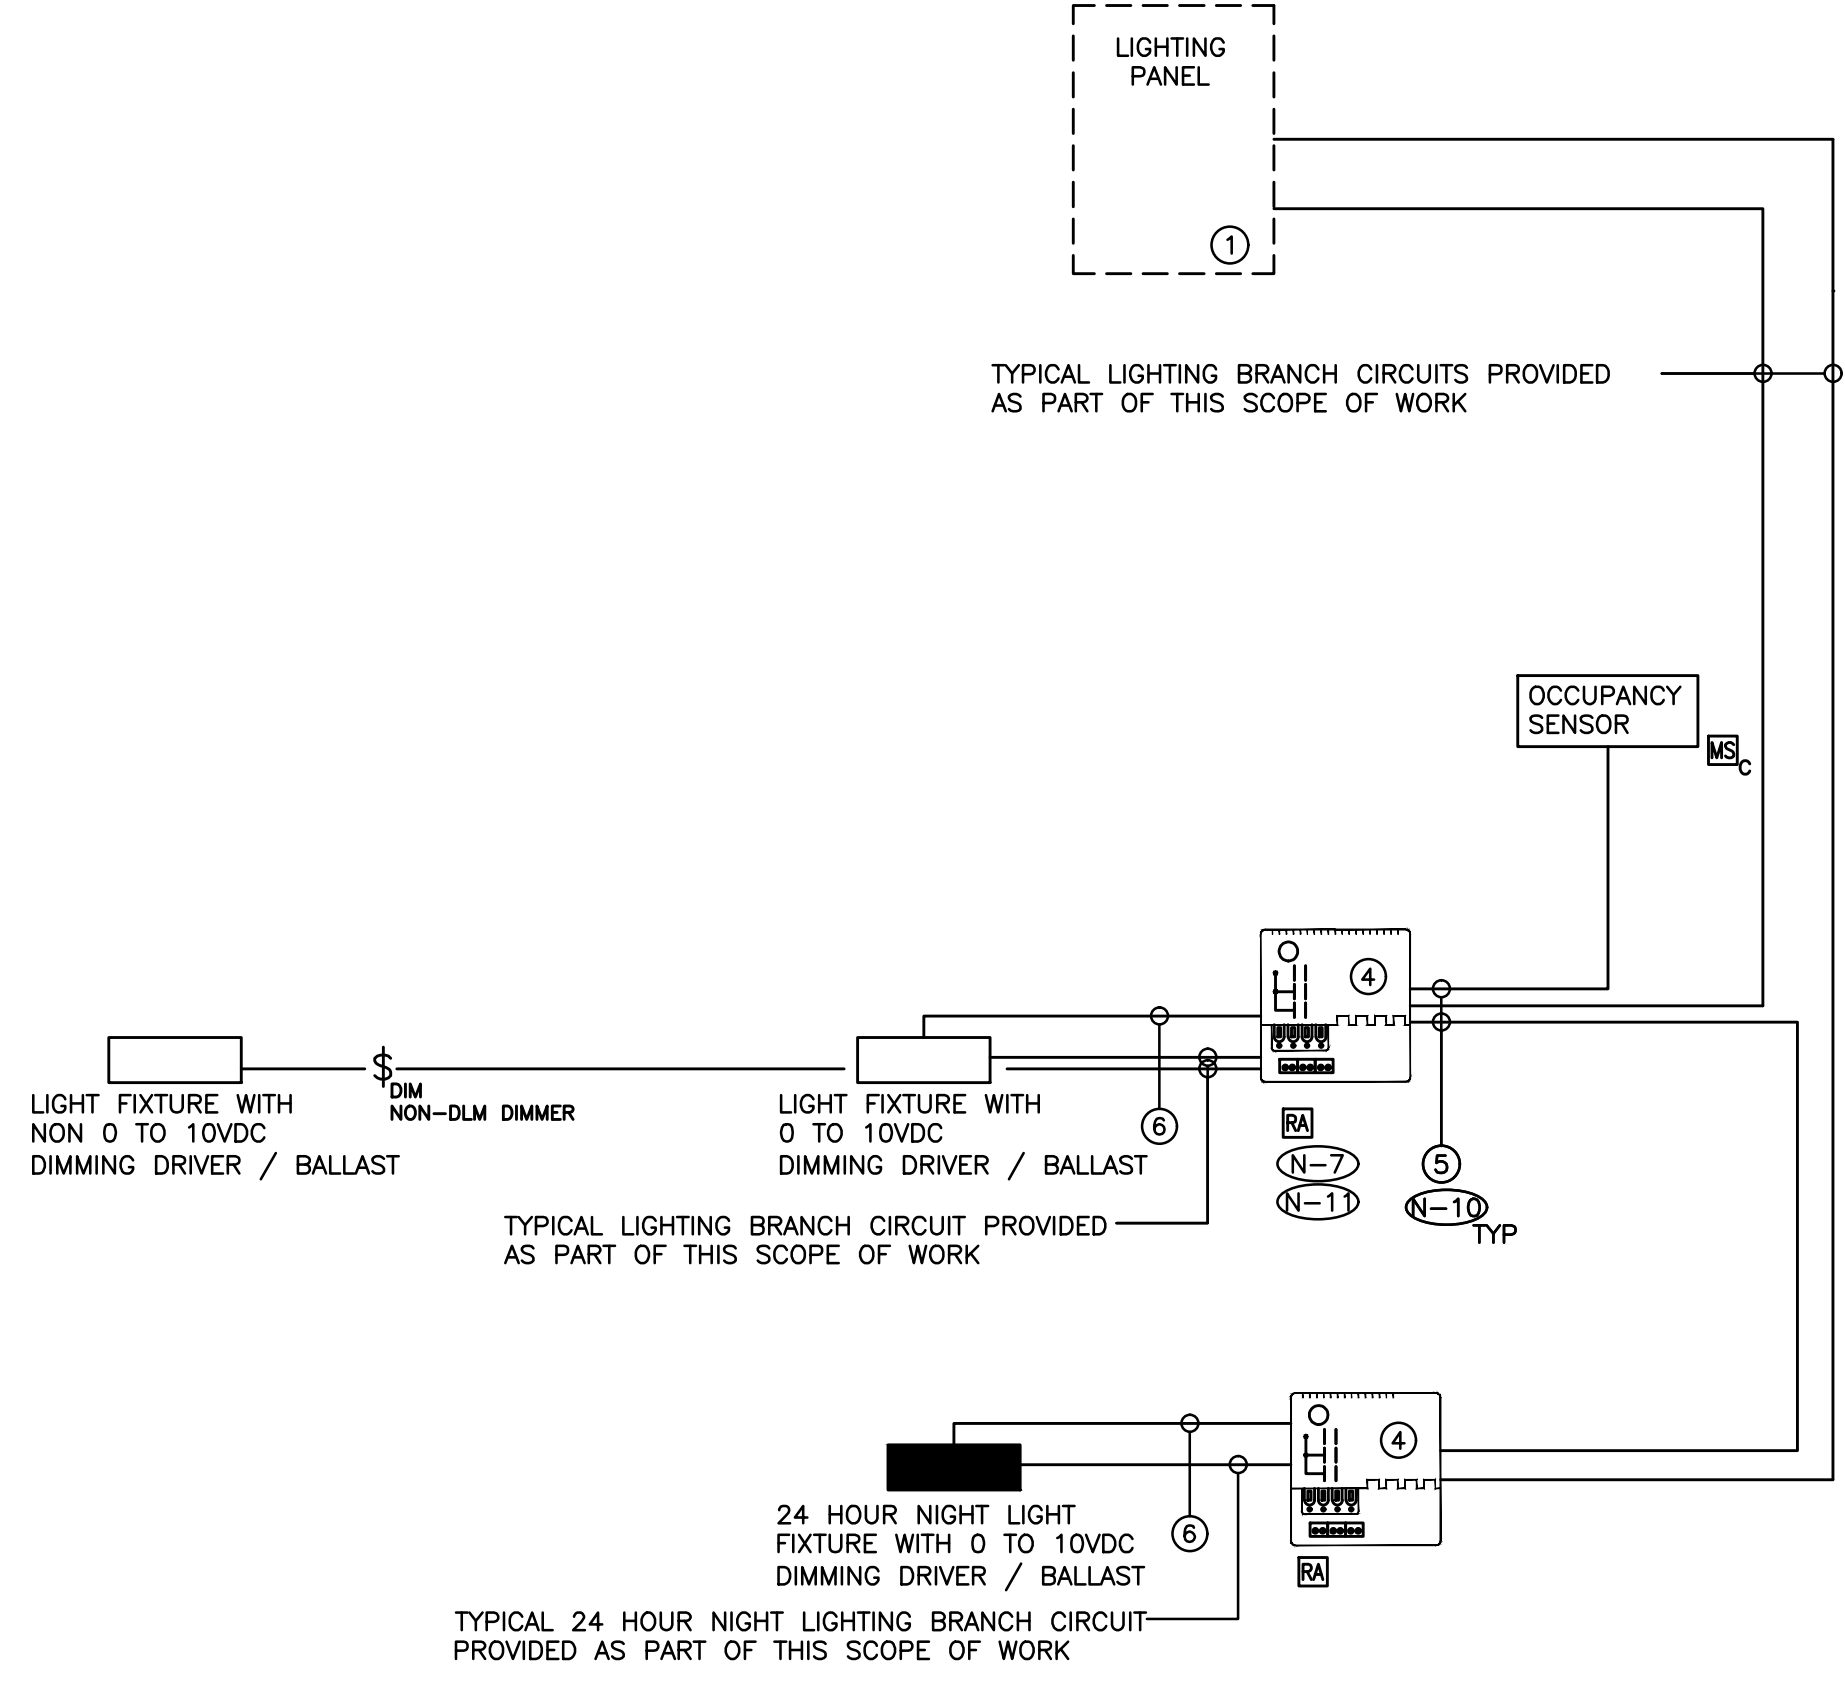 LIGHTING
PANEL
1
TYPICAL LIGHTING BRANCH CIRCUITS PROVIDED
AS PART OF THIS SCOPE OF WORK
OCCUPANCY
SENSOR
MS
C
4
DIM
NON-DLM DIMMER
LIGHT FIXTURE WITH
NON 0 TO 10VDC
DIMMING DRIVER / BALLAST
LIGHT FIXTURE WITH
0 TO 10VDC
DIMMING DRIVER / BALLAST
6
RA
N-7
N-11
5
N-10
TYP
TYPICAL LIGHTING BRANCH CIRCUIT PROVIDED
AS PART OF THIS SCOPE OF WORK
4
24 HOUR NIGHT LIGHT
FIXTURE WITH 0 TO 10VDC
DIMMING DRIVER / BALLAST
6
RA
TYPICAL 24 HOUR NIGHT LIGHTING BRANCH CIRCUIT
PROVIDED AS PART OF THIS SCOPE OF WORK